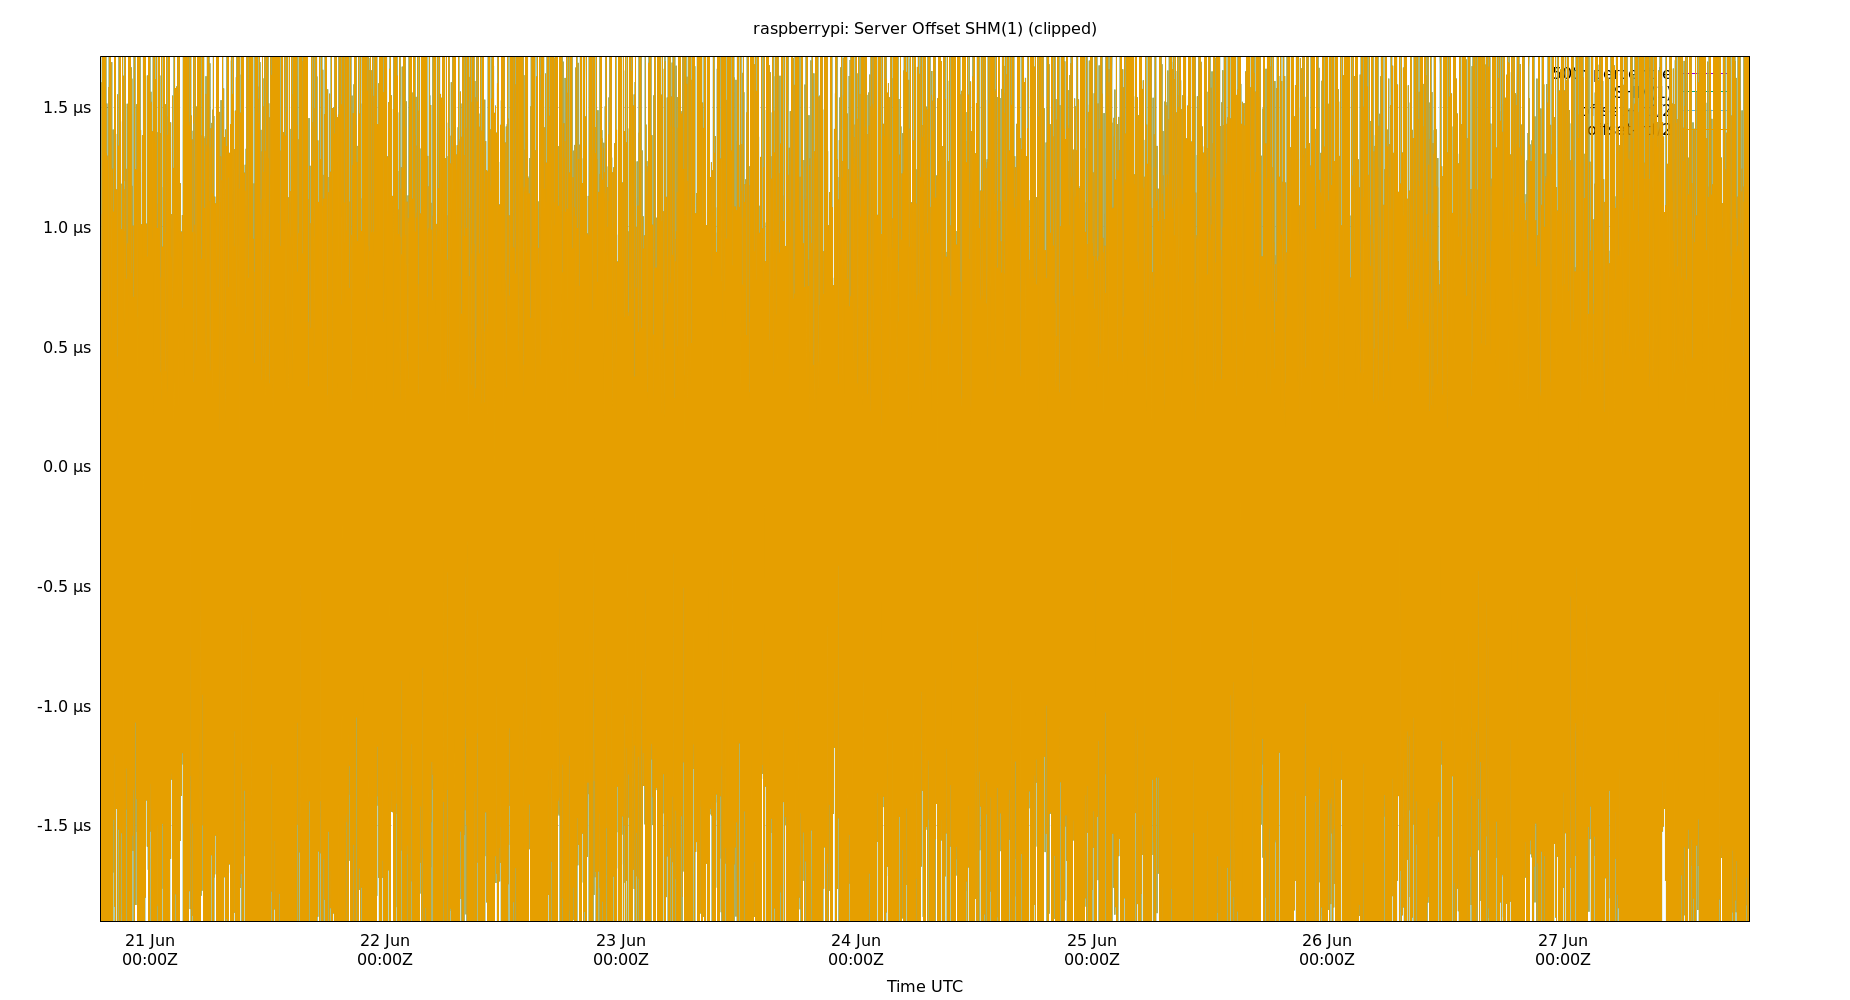 raspberrypi: Server Offset SHM(1) (clipped)
1.5 µs
1.0 µs
0.5 µs
0.0 µs
-0.5 µs
-1.0 µs
-1.5 µs
21 Jun 22 Jun 23 Jun 24 Jun 25 Jun 26 Jun 27 Jun
00:00Z 00:00Z 00:00Z 00:00Z 00:00Z 00:00Z 00:00Z
Time UTC